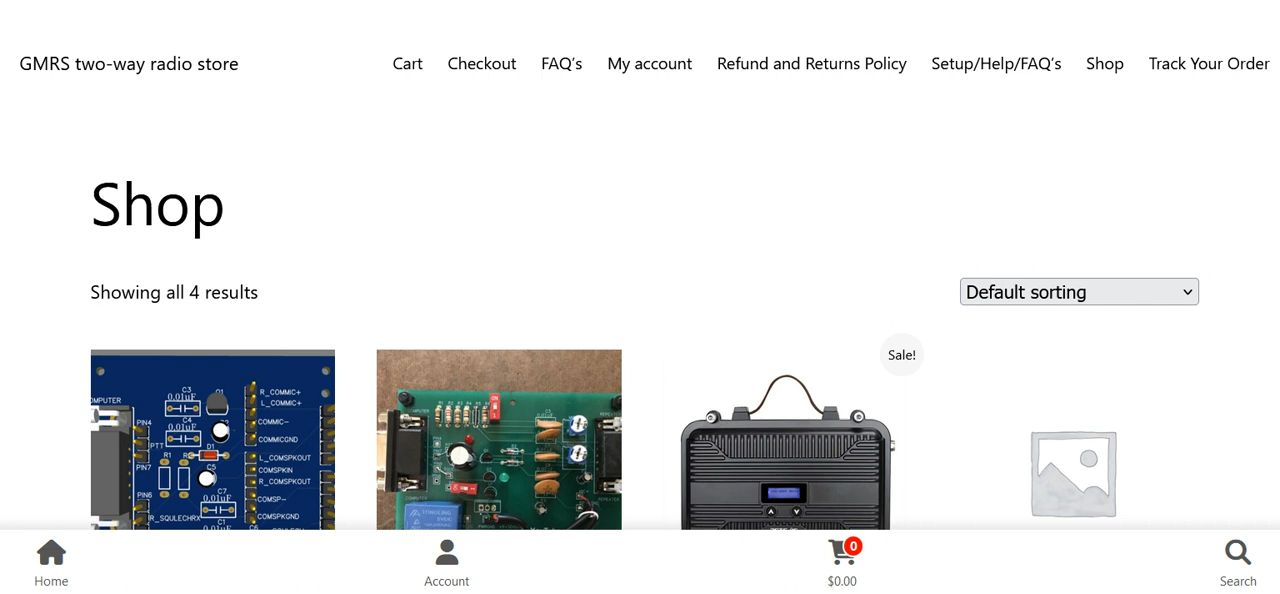 GMRS two-way radio store
Cart Checkout FAQ’s My account Refund and Returns Policy Setup/Help/FAQ’s Shop Track Your Order
Shop
Showing all 4 results
Default sorting
Sale!
OMPUTER
PIN4
PTT
PIN7
PIN6
C3
0.01uF
C4
0.01uF
R1
D1
C5
C7
0.01uF
C1
R_SQULECHRX
R_COMMIC+
L_COMMIC+
COMMIC-
COMMICGND
L_COMSPKOUT
COMSPKIN
R_COMSPKOUT
COMSP-
COMSPKGND
Home
Account
0
$0.00
Search